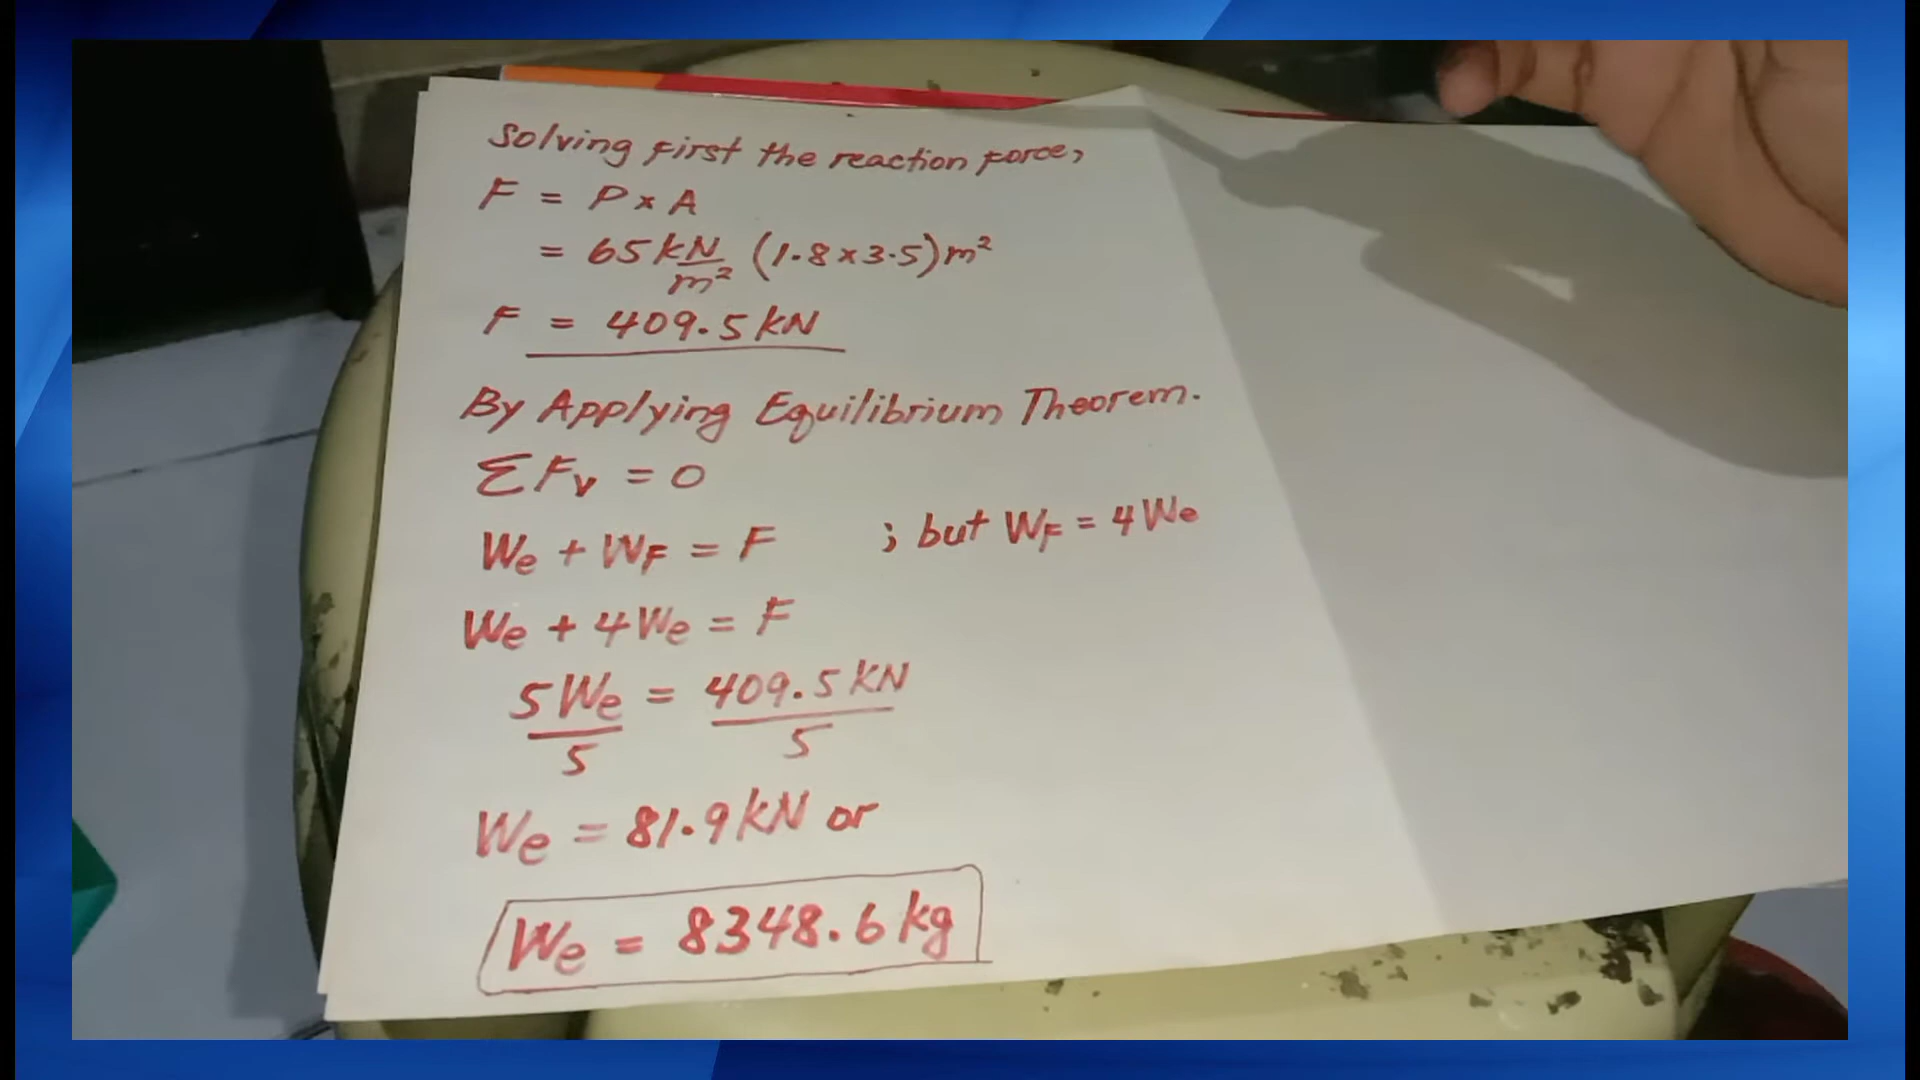 Solving first the reaction force,
F = P x A
= 65 kN/m² (1.8 x 3.5) m²
F = 409.5 kN
By Applying Equilibrium Theorem.
ΣFv = 0
We + WF = F ; but WF = 4We
We + 4We = F
5We/5 = 409.5 kN/5
We = 81.9 kN or
We = 8348.6 kg